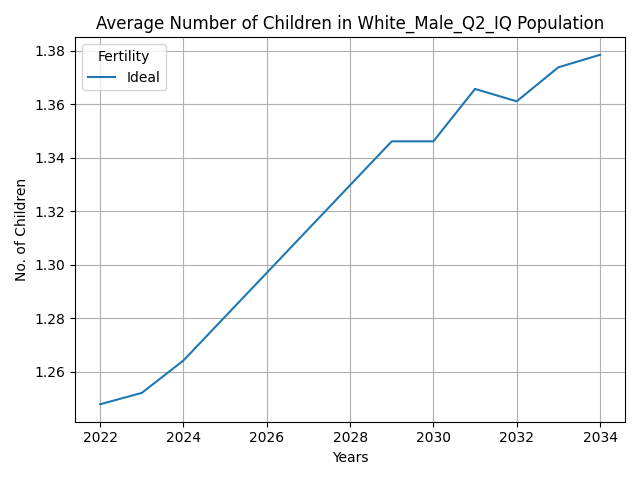 Average Number of Children in White_Male_Q2_IQ Population
Fertility
Ideal
No. of Children
1.38
1.36
1.34
1.32
1.30
1.28
1.26
2022 2024 2026 2028 2030 2032 2034
Years